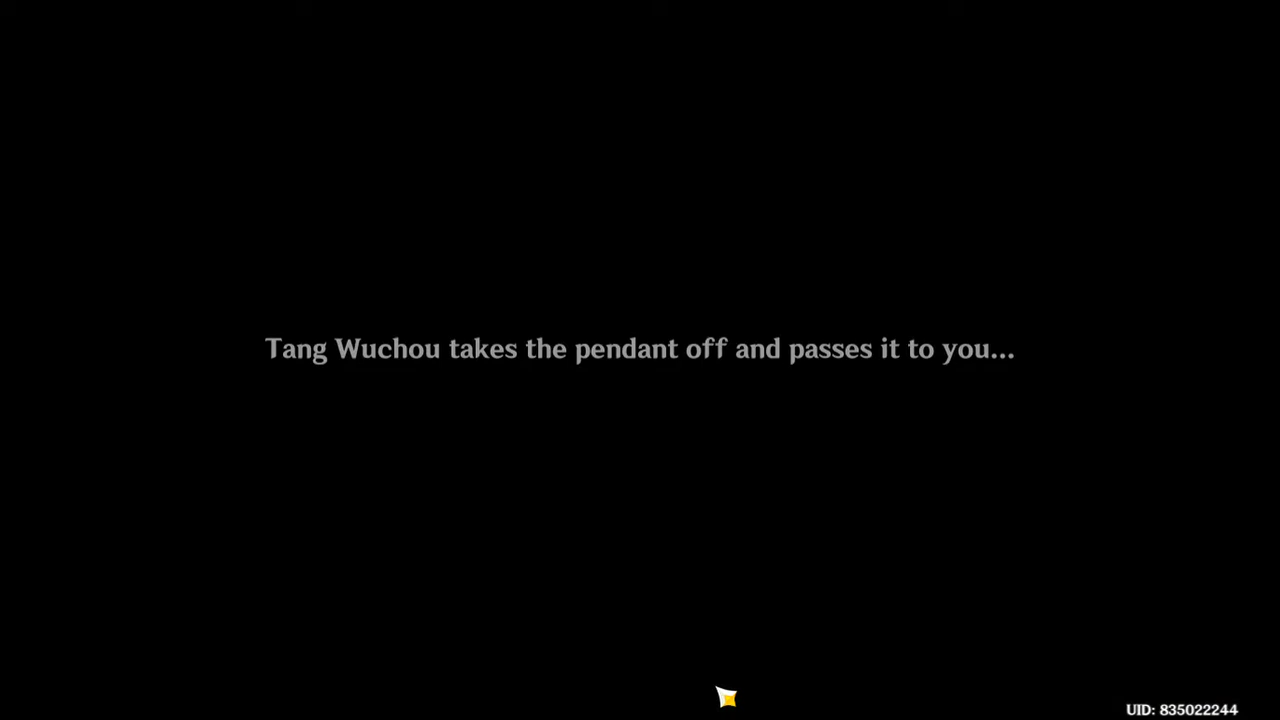 Tang Wuchou takes the pendant off and passes it to you...
UID: 835022244